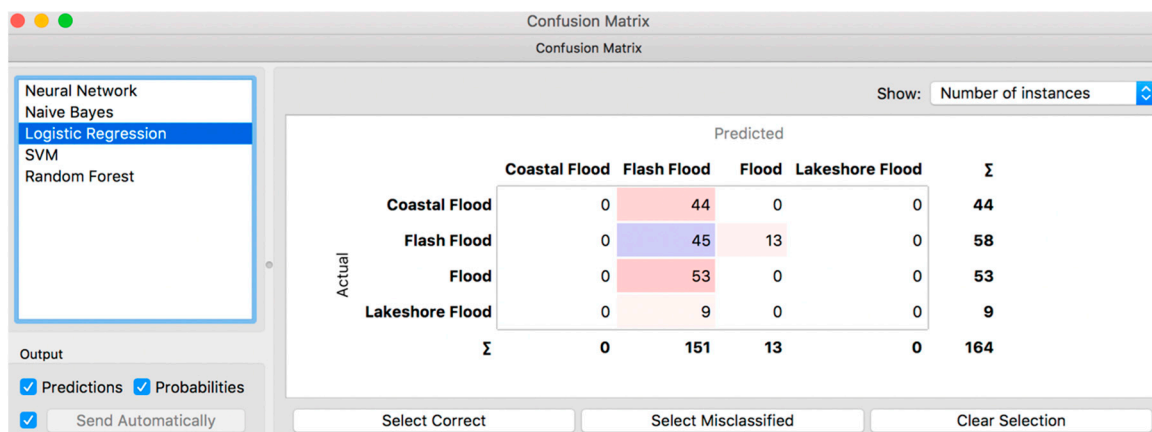 Confusion Matrix
Confusion Matrix
Neural Network
Naive Bayes
Logistic Regression
SVM
Random Forest
Output
Predictions Probabilities
Send Automatically
Show: Number of instances
Predicted
Coastal Flood Flash Flood Flood Lakeshore Flood Σ
Actual
Coastal Flood 0 44 0 0 44
Flash Flood 0 45 13 0 58
Flood 0 53 0 0 53
Lakeshore Flood 0 9 0 0 9
Σ 0 151 13 0 164
Select Correct Select Misclassified Clear Selection